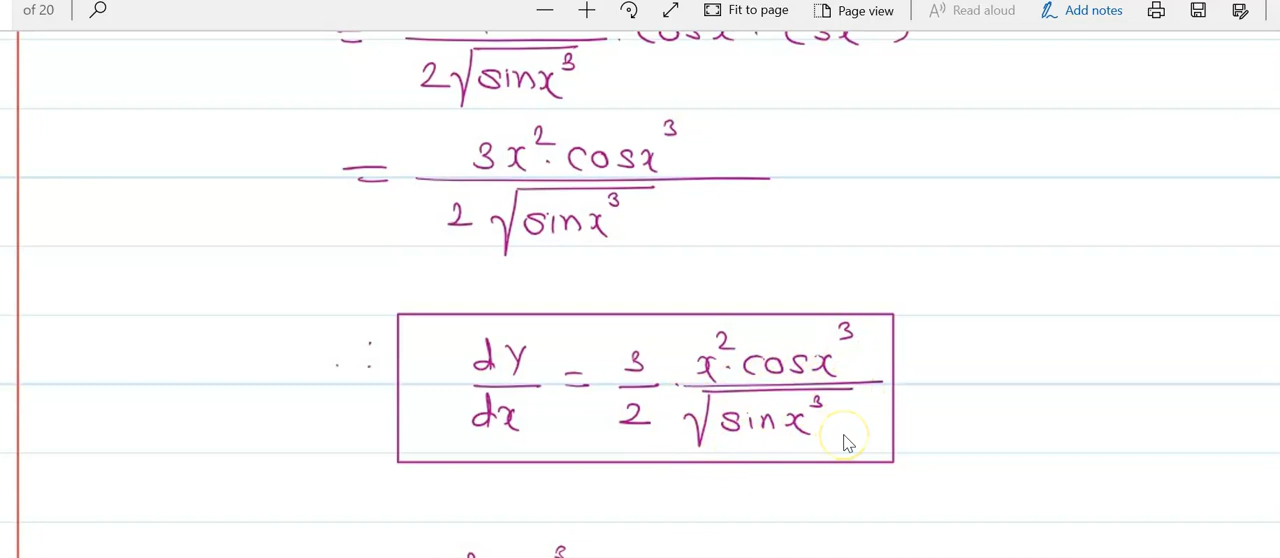 of 20 Fit to page Page view Read aloud Add notes
2√sinx³
= 3x²·cosx³
2√sinx³
∴ dy/dx = 3/2 · x²·cosx³/√sinx³